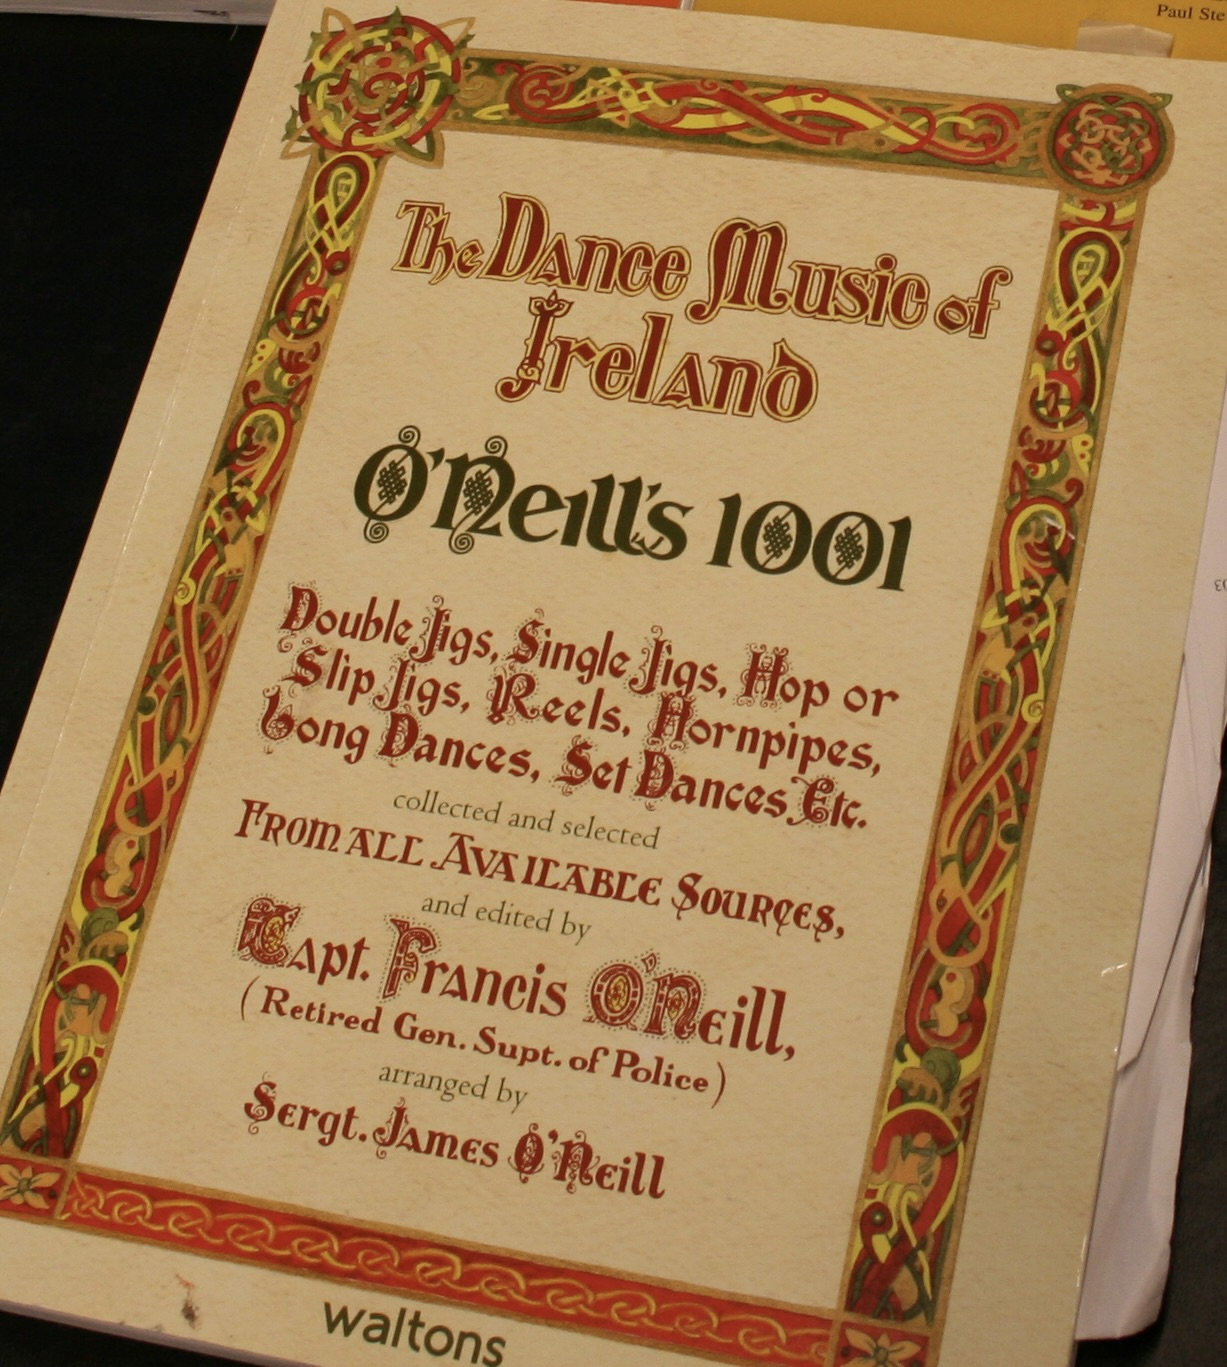 Paul Ste
The Dance Music of
Ireland
O'Neill's 1001
Double Jigs, Single Jigs, Hop or
Slip Jigs, Reels, Hornpipes,
Long Dances, Set Dances Etc.
collected and selected
From all Available Sources,
and edited by
Capt. Francis O'Neill,
(Retired Gen. Supt. of Police)
arranged by
Sergt. James O'Neill
waltons